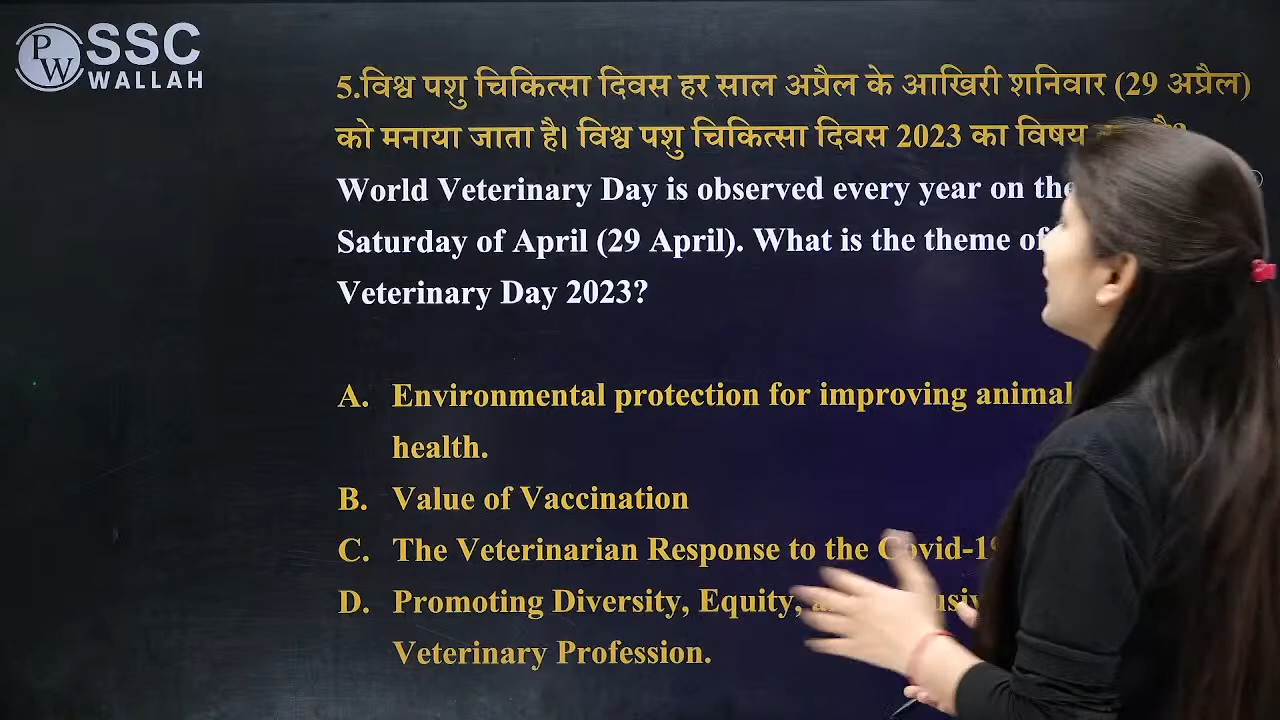 PW SSC
WALLAH
5.विश्व पशु चिकित्सा दिवस हर साल अप्रैल के आखिरी शनिवार (29 अप्रैल)
को मनाया जाता है। विश्व पशु चिकित्सा दिवस 2023 का विषय
World Veterinary Day is observed every year on the
Saturday of April (29 April). What is the theme of
Veterinary Day 2023?
A. Environmental protection for improving animal
health.
B. Value of Vaccination
C. The Veterinarian Response to the Covid-19
D. Promoting Diversity, Equity,
Veterinary Profession.